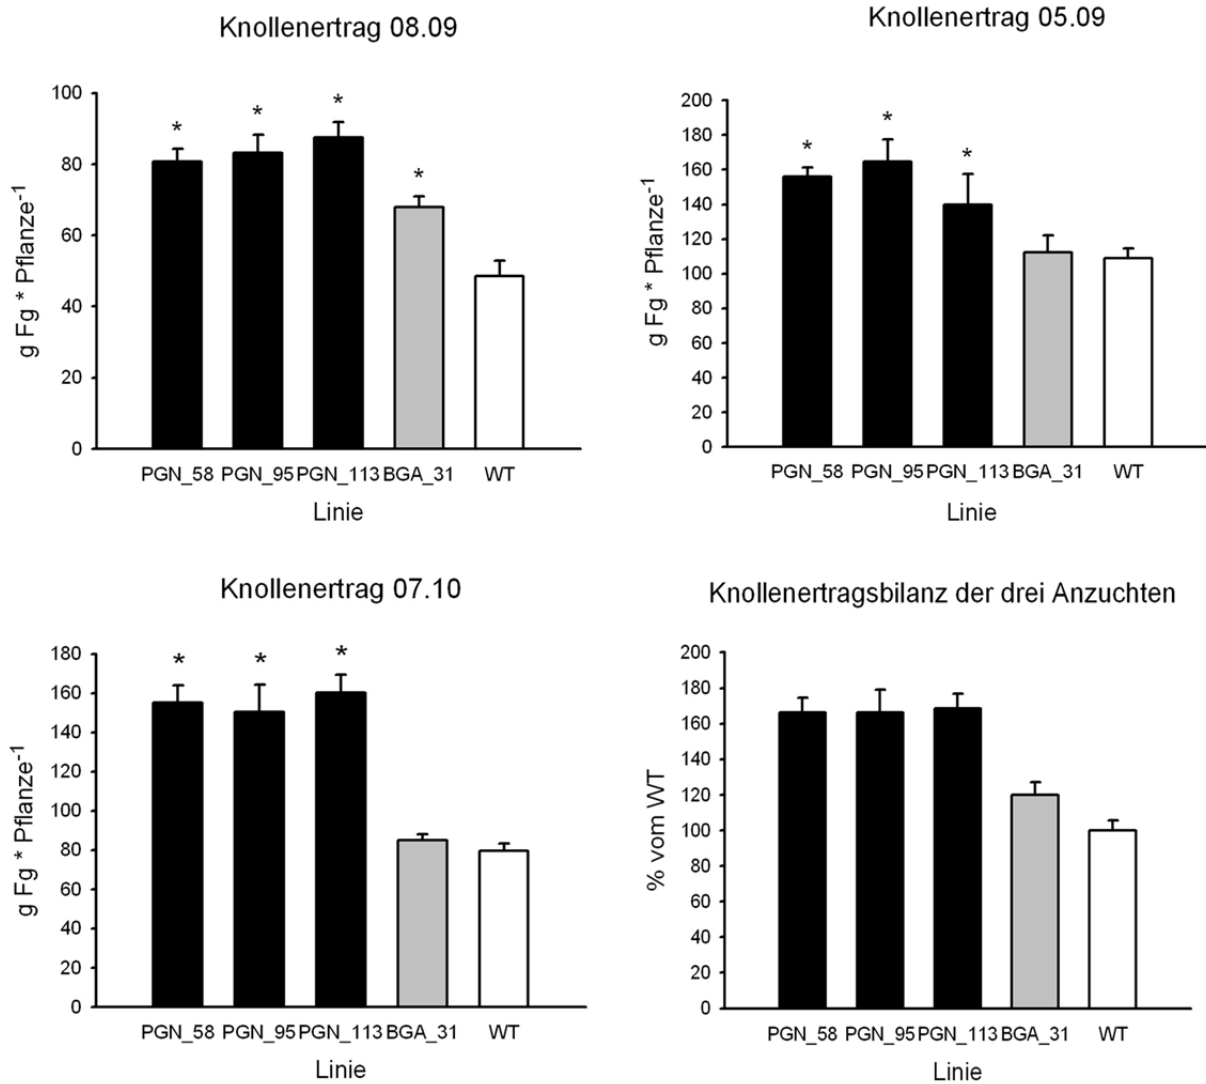 Knollenertrag 08.09
g Fg * Pflanze-1
100
80
60
40
20
0
* * * *
PGN_58 PGN_95 PGN_113 BGA_31 WT
Linie
Knollenertrag 05.09
g Fg * Pflanze-1
200
180
160
140
120
100
80
60
40
20
0
* * *
PGN_58 PGN_95 PGN_113 BGA_31 WT
Linie
Knollenertrag 07.10
g Fg * Pflanze-1
180
160
140
120
100
80
60
40
20
0
* * *
PGN_58 PGN_95 PGN_113 BGA_31 WT
Linie
Knollenertragsbilanz der drei Anzuchten
% vom WT
200
180
160
140
120
100
80
60
40
20
0
PGN_58 PGN_95 PGN_113 BGA_31 WT
Linie